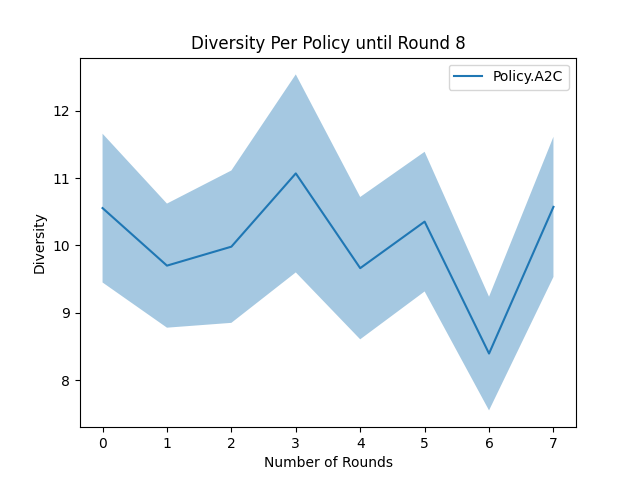 Diversity Per Policy until Round 8
Policy.A2C
12
11
10
9
8
Diversity
0 1 2 3 4 5 6 7
Number of Rounds